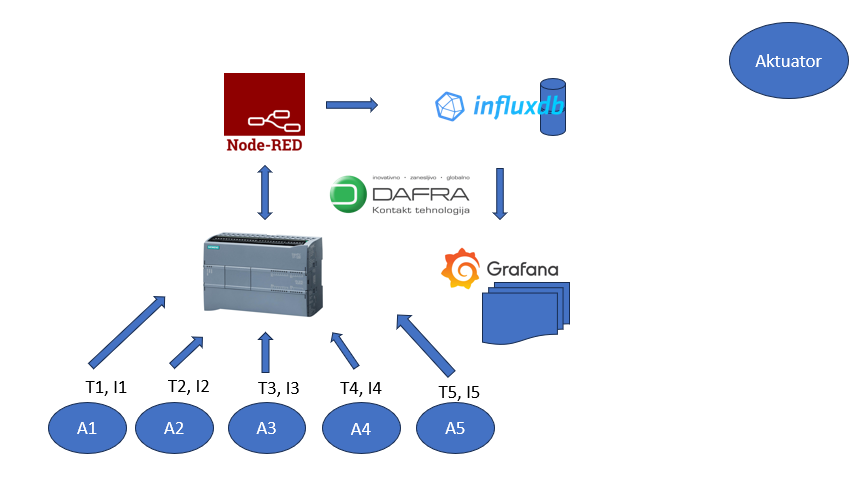 Aktuator
Node-RED
influxdb
inovativno • zanesljivo • globalno
DAFRA
Kontakt tehnologija
Grafana
T1, I1
T2, I2
T3, I3
T4, I4
T5, I5
A1
A2
A3
A4
A5